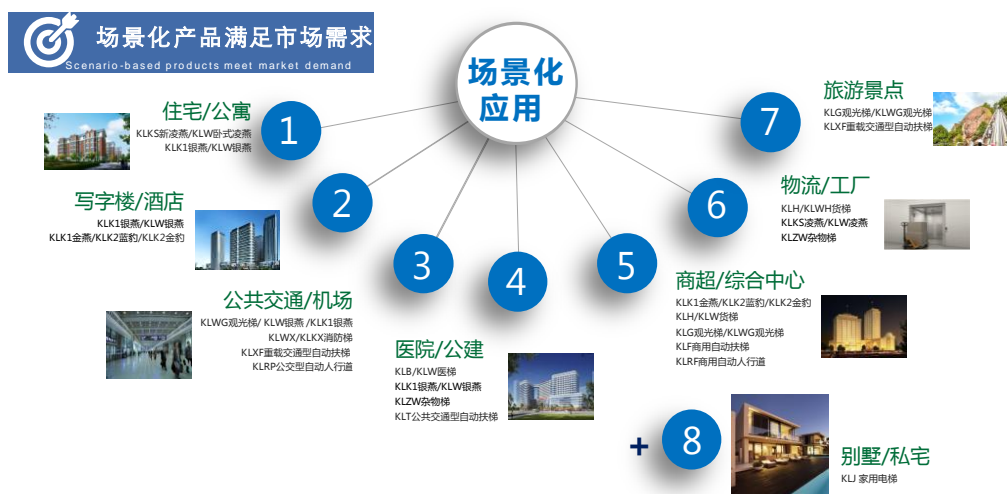 场景化产品满足市场需求
Scenario-based products meet market demand
场景化
应用
1
住宅/公寓
KLKS新凌燕/KLW卧式凌燕
KLK1银燕/KLW银燕
2
写字楼/酒店
KLK1银燕/KLW银燕
KLK1金燕/KLK2蓝豹/KLK2金豹
3
公共交通/机场
KLWG观光梯/ KLW银燕 /KLK1银燕
KLWX/KLKX消防梯
KLXF重载交通型自动扶梯
KLRP公交型自动人行道
4
医院/公建
KLB/KLW医梯
KLK1银燕/KLW银燕
KLZW杂物梯
KLT公共交通型自动扶梯
5
商超/综合中心
KLK1金燕/KLK2蓝豹/KLK2金豹
KLH/KLW货梯
KLG观光梯/KLWG观光梯
KLF商用自动扶梯
KLRF商用自动人行道
6
物流/工厂
KLH/KLWH货梯
KLKS凌燕/KLW凌燕
KLZW杂物梯
7
旅游景点
KLG观光梯/KLWG观光梯
KLXF重载交通型自动扶梯
+ 8
别墅/私宅
KLJ 家用电梯